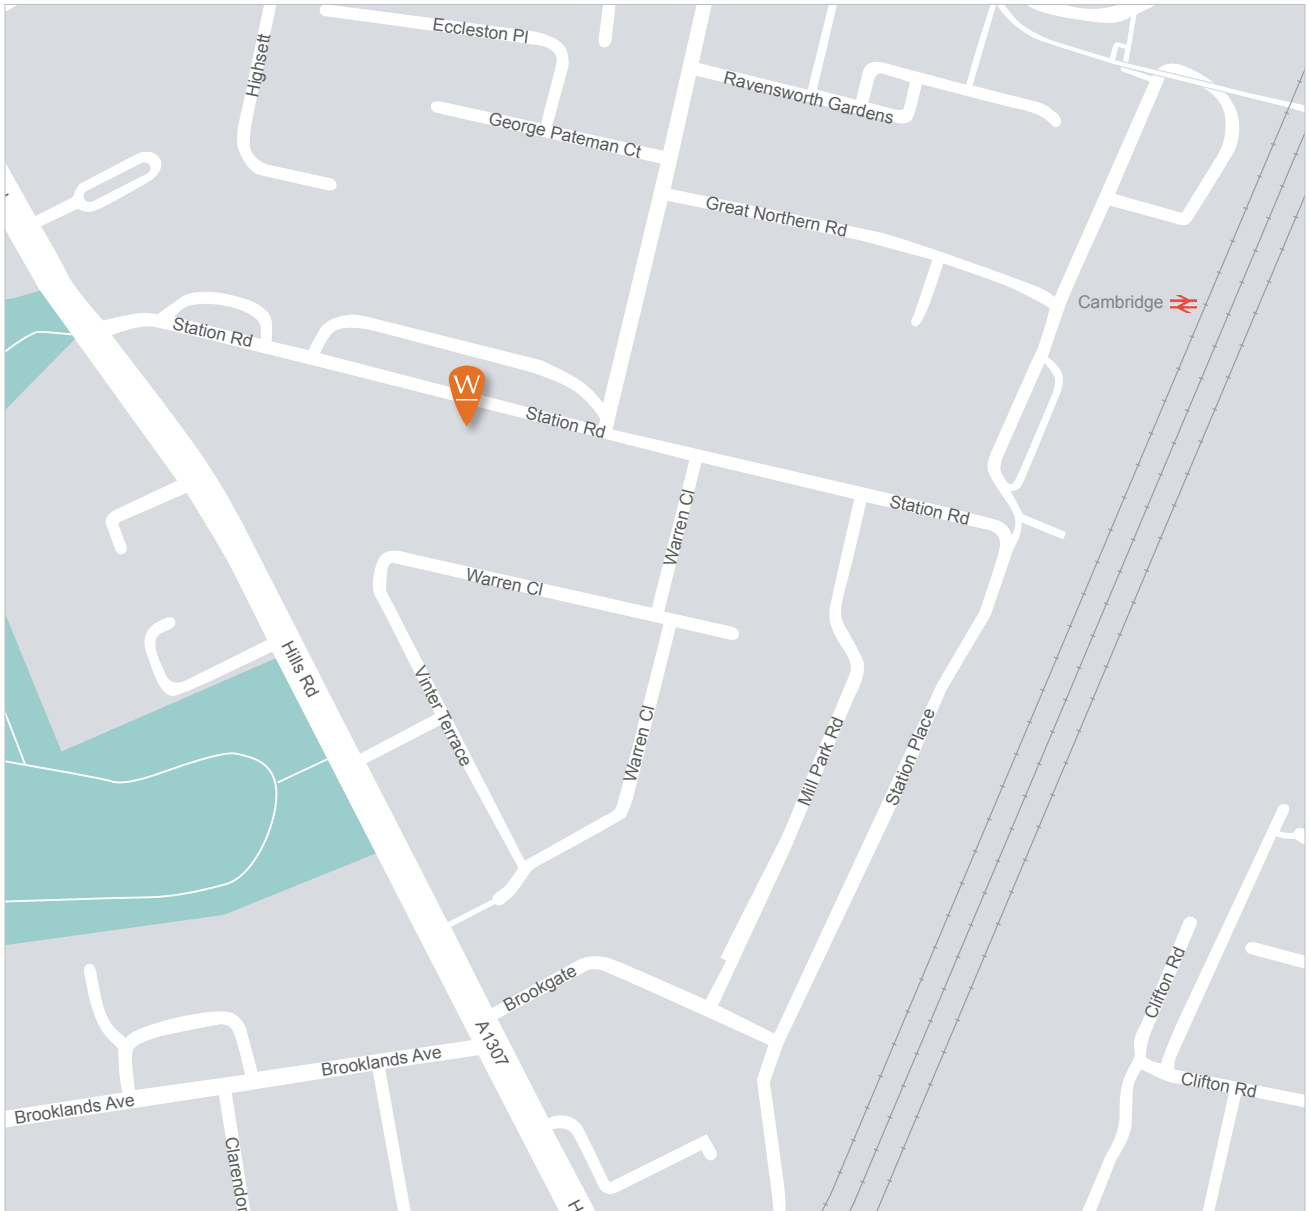 Eccleston Pl
Highsett
Ravensworth Gardens
George Pateman Ct
Great Northern Rd
Cambridge
Station Rd
W
Station Rd
Station Rd
Warren Cl
Warren Cl
Hills Rd
Vinter Terrace
Warren Cl
Mill Park Rd
Station Place
Clifton Rd
Brookgate
A1307
Brooklands Ave
Clifton Rd
Brooklands Ave
Clarendon
H